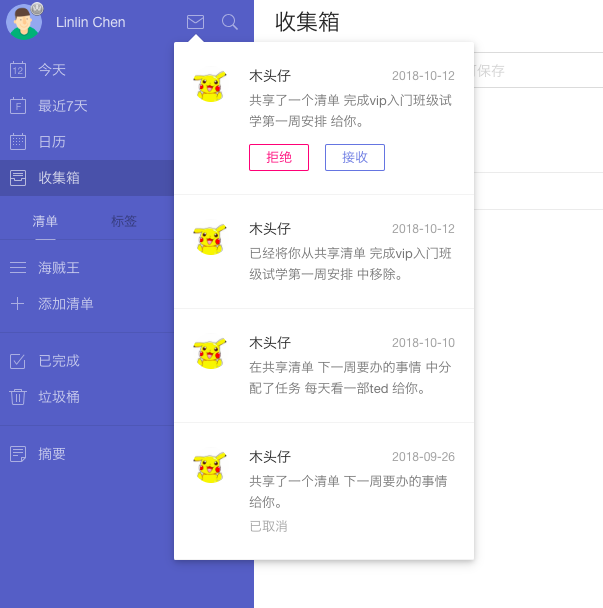 Linlin Chen
今天
最近7天
日历
收集箱
清单 标签
海贼王
添加清单
已完成
垃圾桶
摘要
收集箱
保存
木头仔 2018-10-12
共享了一个清单 完成vip入门班级试
学第一周安排 给你。
拒绝 接收
木头仔 2018-10-12
已经将你从共享清单 完成vip入门班
级试学第一周安排 中移除。
木头仔 2018-10-10
在共享清单 下一周要办的事情 中分
配了任务 每天看一部ted 给你。
木头仔 2018-09-26
共享了一个清单 下一周要办的事情
给你。
已取消